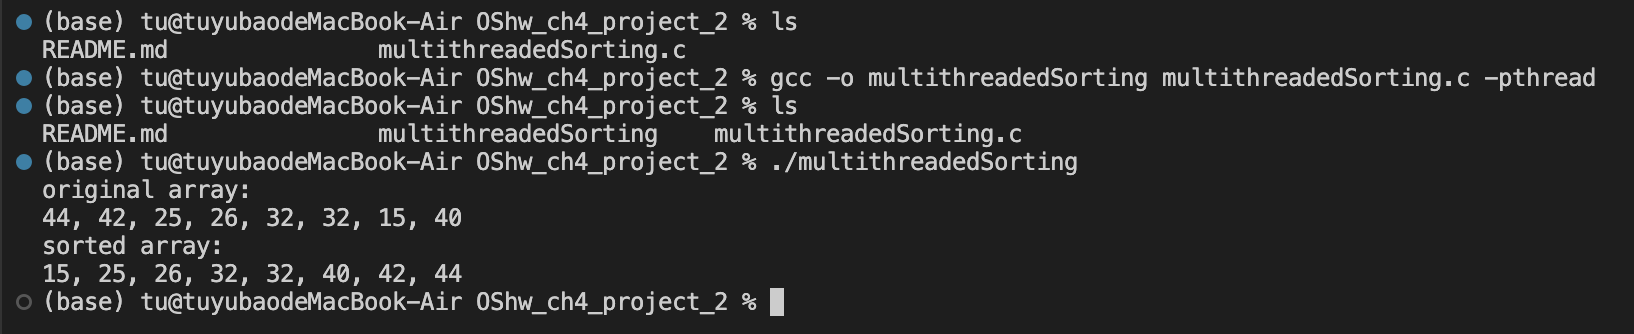 (base) tu@tuyubaodeMacBook-Air OShw_ch4_project_2 % ls
README.md               multithreadedSorting.c
(base) tu@tuyubaodeMacBook-Air OShw_ch4_project_2 % gcc -o multithreadedSorting multithreadedSorting.c -pthread
(base) tu@tuyubaodeMacBook-Air OShw_ch4_project_2 % ls
README.md               multithreadedSorting    multithreadedSorting.c
(base) tu@tuyubaodeMacBook-Air OShw_ch4_project_2 % ./multithreadedSorting
original array:
44, 42, 25, 26, 32, 32, 15, 40
sorted array:
15, 25, 26, 32, 32, 40, 42, 44
(base) tu@tuyubaodeMacBook-Air OShw_ch4_project_2 %